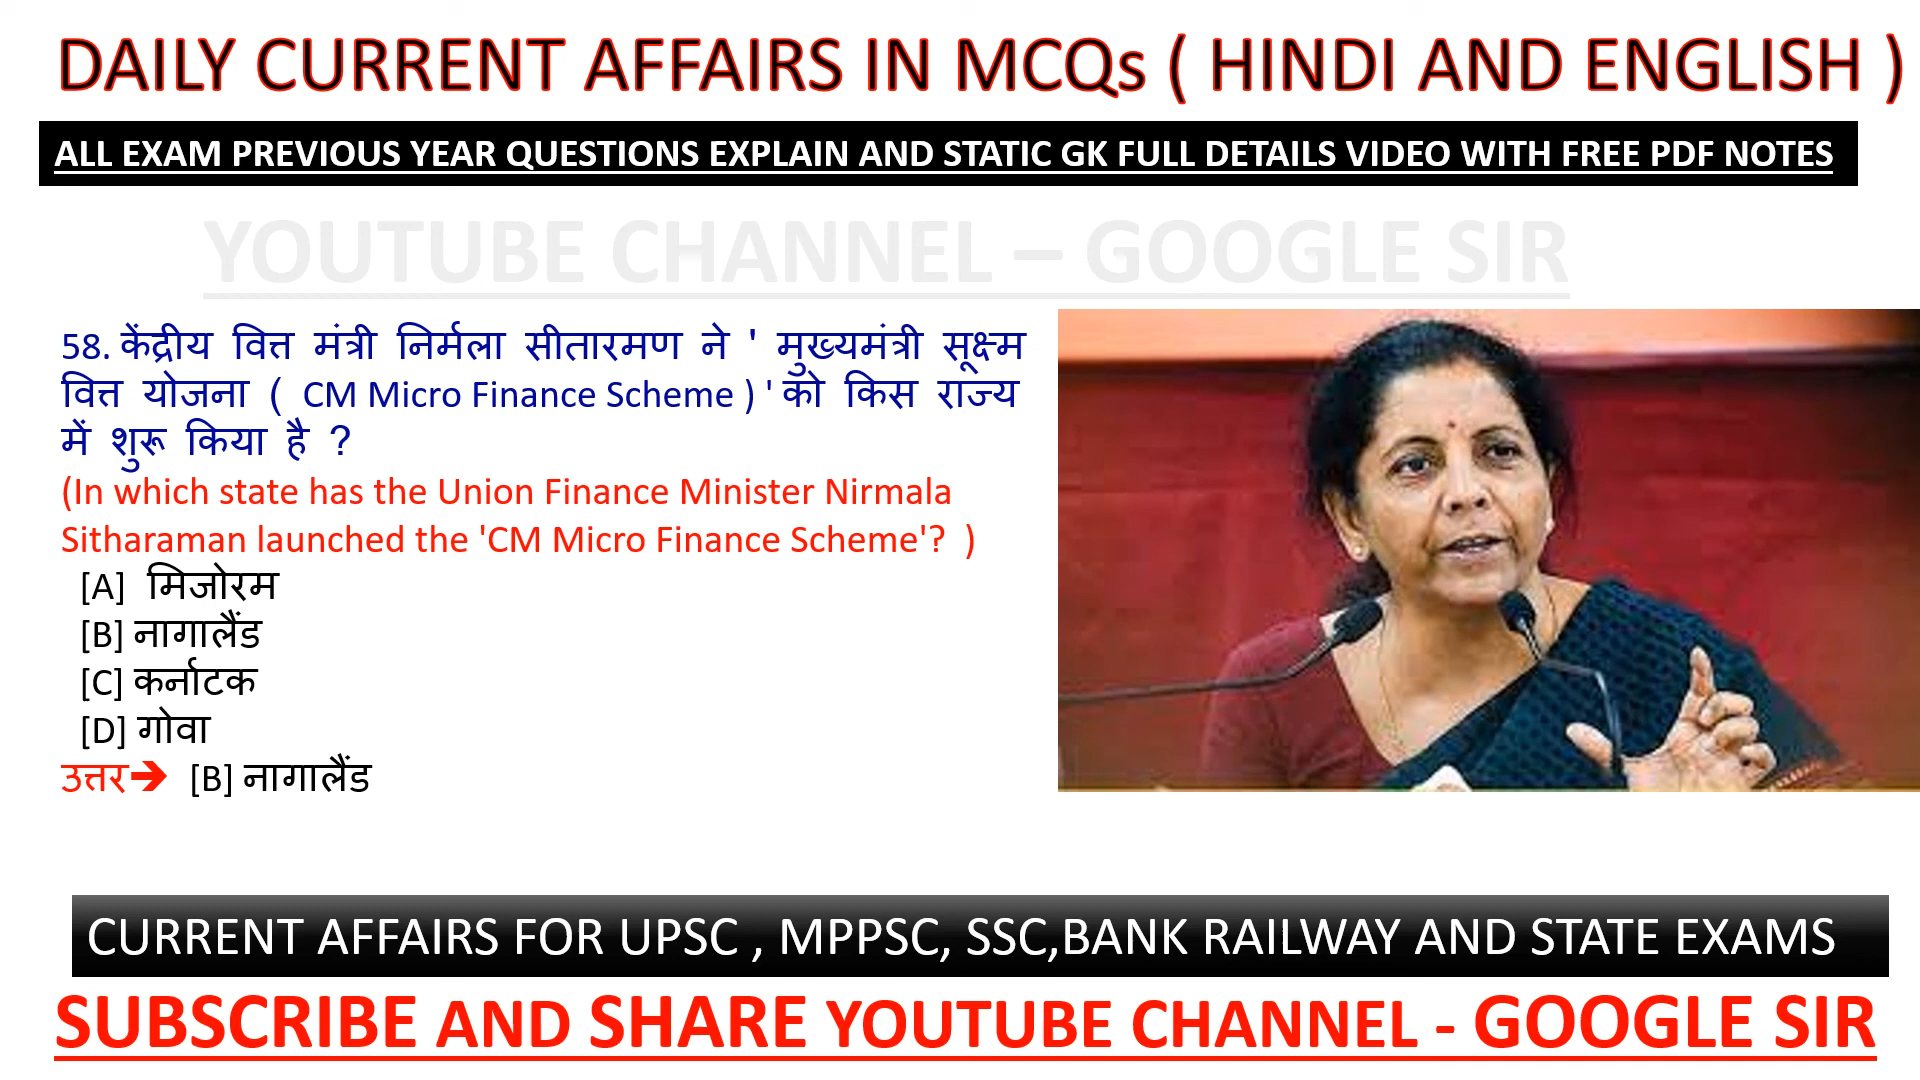 DAILY CURRENT AFFAIRS IN MCQs ( HINDI AND ENGLISH )
ALL EXAM PREVIOUS YEAR QUESTIONS EXPLAIN AND STATIC GK FULL DETAILS VIDEO WITH FREE PDF NOTES
YOUTUBE CHANNEL – GOOGLE SIR
58. केंद्रीय वित्त मंत्री निर्मला सीतारमण ने ' मुख्यमंत्री सूक्ष्म
वित्त योजना ( CM Micro Finance Scheme ) ' को किस राज्य
में शुरू किया है ?
(In which state has the Union Finance Minister Nirmala
Sitharaman launched the 'CM Micro Finance Scheme'? )
[A] मिजोरम
[B] नागालैंड
[C] कर्नाटक
[D] गोवा
उत्तर➔ [B] नागालैंड
CURRENT AFFAIRS FOR UPSC , MPPSC, SSC,BANK RAILWAY AND STATE EXAMS
SUBSCRIBE AND SHARE YOUTUBE CHANNEL - GOOGLE SIR